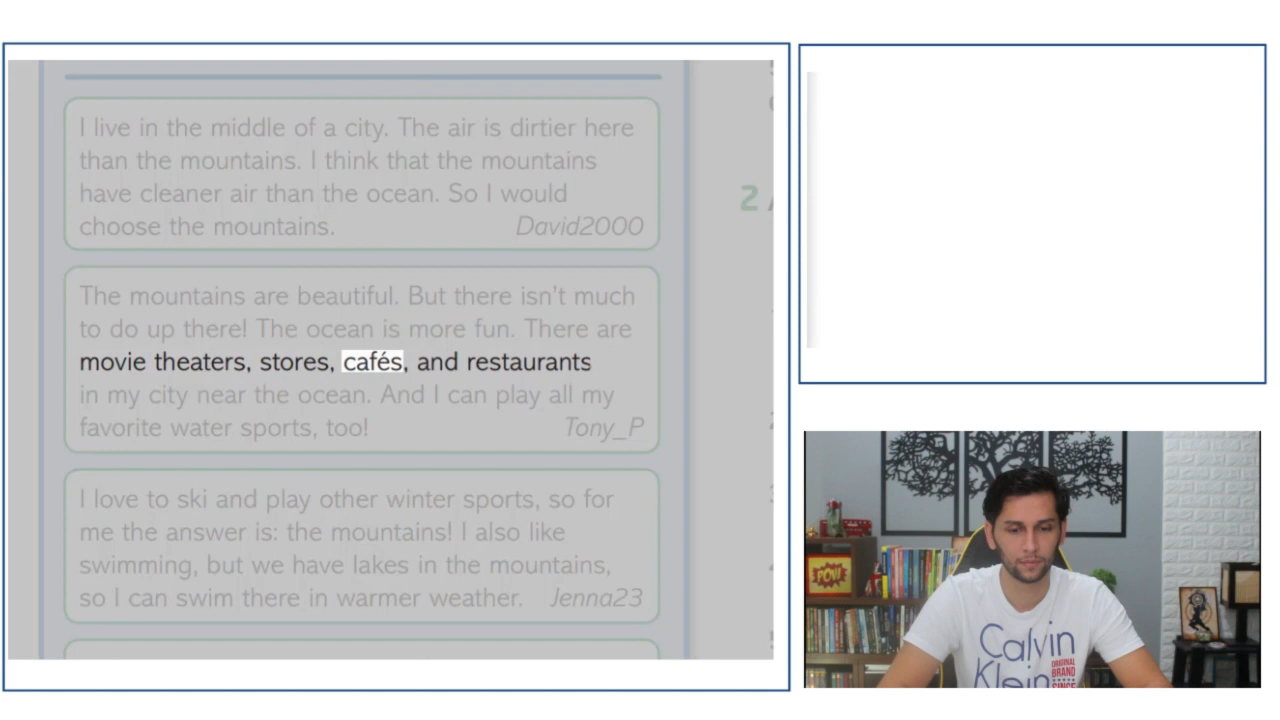 I live in the middle of a city. The air is dirtier here
than the mountains. I think that the mountains
have cleaner air than the ocean. So I would
choose the mountains. David2000
2
The mountains are beautiful. But there isn't much
to do up there! The ocean is more fun. There are
movie theaters, stores, cafés, and restaurants
in my city near the ocean. And I can play all my
favorite water sports, too! Tony_P
I love to ski and play other winter sports, so for
me the answer is: the mountains! I also like
swimming, but we have lakes in the mountains,
so I can swim there in warmer weather. Jenna23
POW
Calvin
Klein
ORIGINAL
BRAND
SINCE